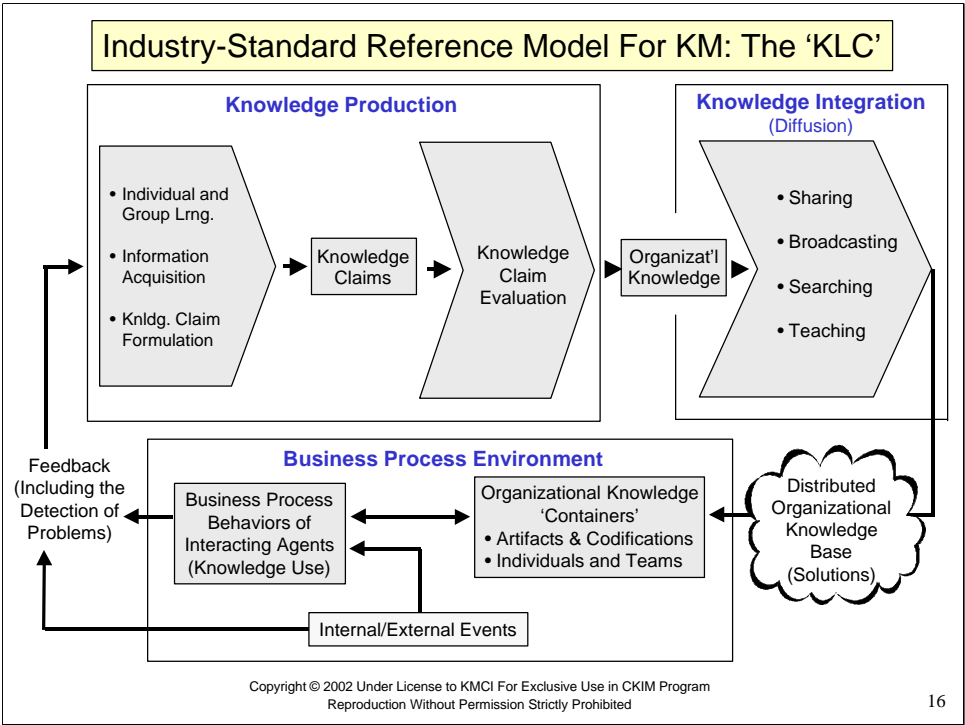 Industry-Standard Reference Model For KM: The ‘KLC’
Knowledge Production
• Individual and
Group Lrng.
• Information
Acquisition
• Knldg. Claim
Formulation
Knowledge
Claims
Knowledge
Claim
Evaluation
Organizat'l
Knowledge
Knowledge Integration
(Diffusion)
• Sharing
• Broadcasting
• Searching
• Teaching
Feedback
(Including the
Detection of
Problems)
Business Process Environment
Business Process
Behaviors of
Interacting Agents
(Knowledge Use)
Organizational Knowledge
‘Containers’
• Artifacts & Codifications
• Individuals and Teams
Distributed
Organizational
Knowledge
Base
(Solutions)
Internal/External Events
Copyright © 2002 Under License to KMCI For Exclusive Use in CKIM Program
Reproduction Without Permission Strictly Prohibited
16